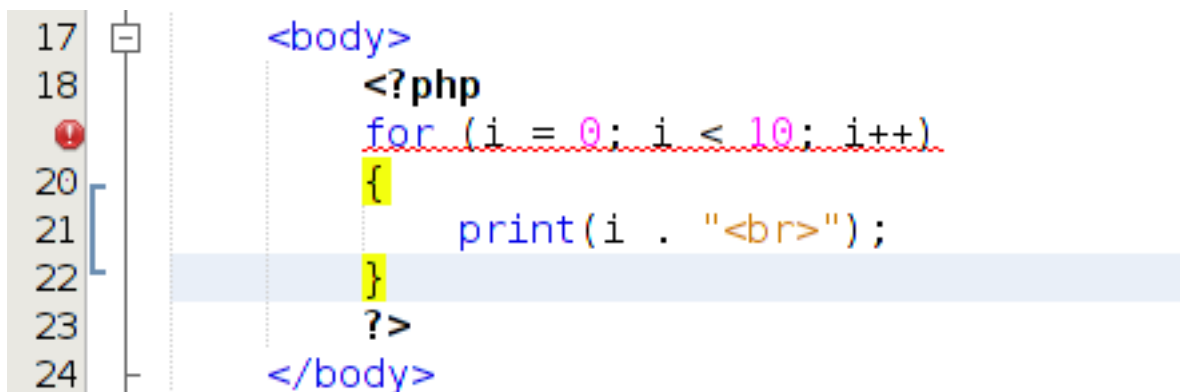 17 <body>
18 <?php
for (i = 0; i < 10; i++)
20 {
21 print(i . "<br>");
22 }
23 ?>
24 </body>